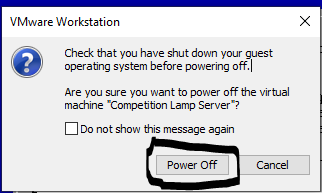 VMware Workstation
Check that you have shut down your guest
operating system before powering off.
Are you sure you want to power off the virtual
machine "Competition Lamp Server"?
Do not show this message again
Power Off
Cancel